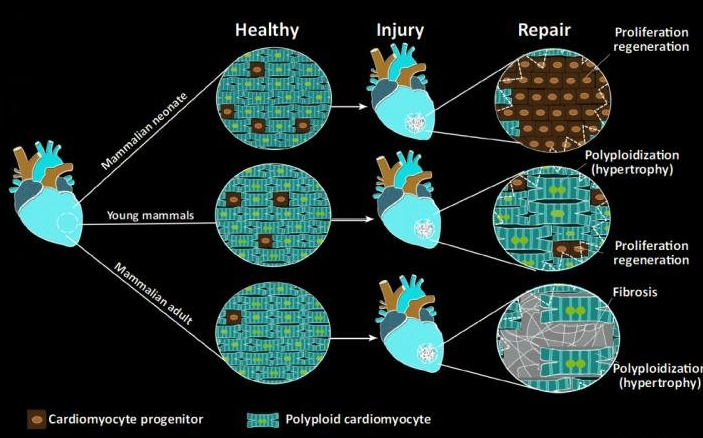 Healthy
Injury
Repair
Mammalian neonate
Proliferation
regeneration
Young mammals
Polyploidization
(hypertrophy)
Proliferation
regeneration
Mammalian adult
Fibrosis
Polyploidization
(hypertrophy)
Cardiomyocyte progenitor
Polyploid cardiomyocyte